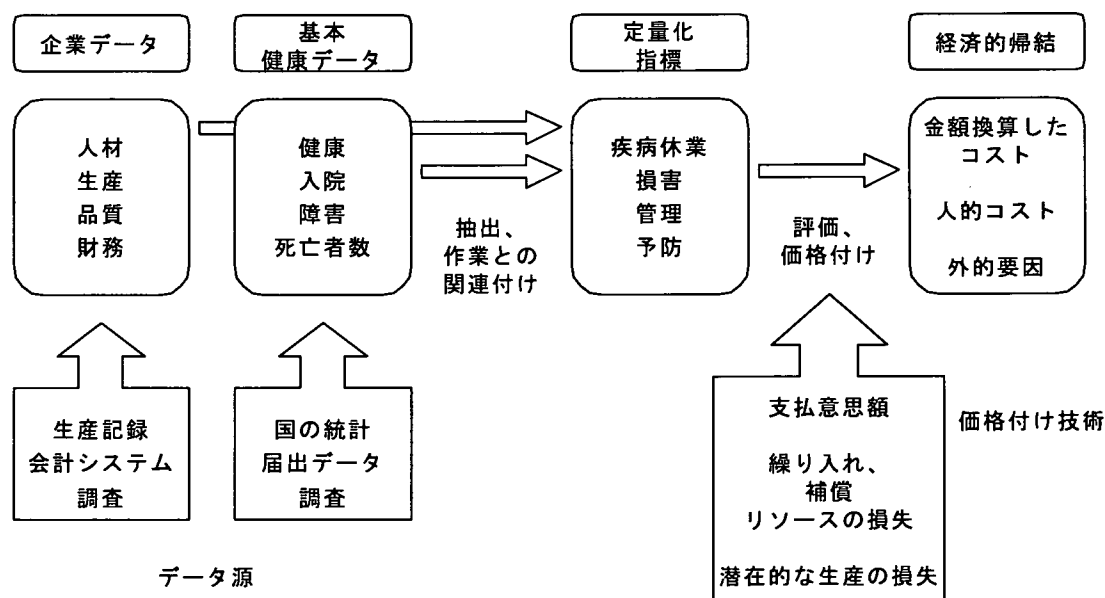 企業データ
基本
健康データ
定量化
指標
経済的帰結
人材
生産
品質
財務
健康
入院
障害
死亡者数
抽出、
作業との
関連付け
疾病休業
損害
管理
予防
評価、
価格付け
金額換算した
コスト
人的コスト
外的要因
生産記録
会計システム
調査
国の統計
届出データ
調査
データ源
支払意思額
繰り入れ、
補償
リソースの損失
潜在的な生産の損失
価格付け技術